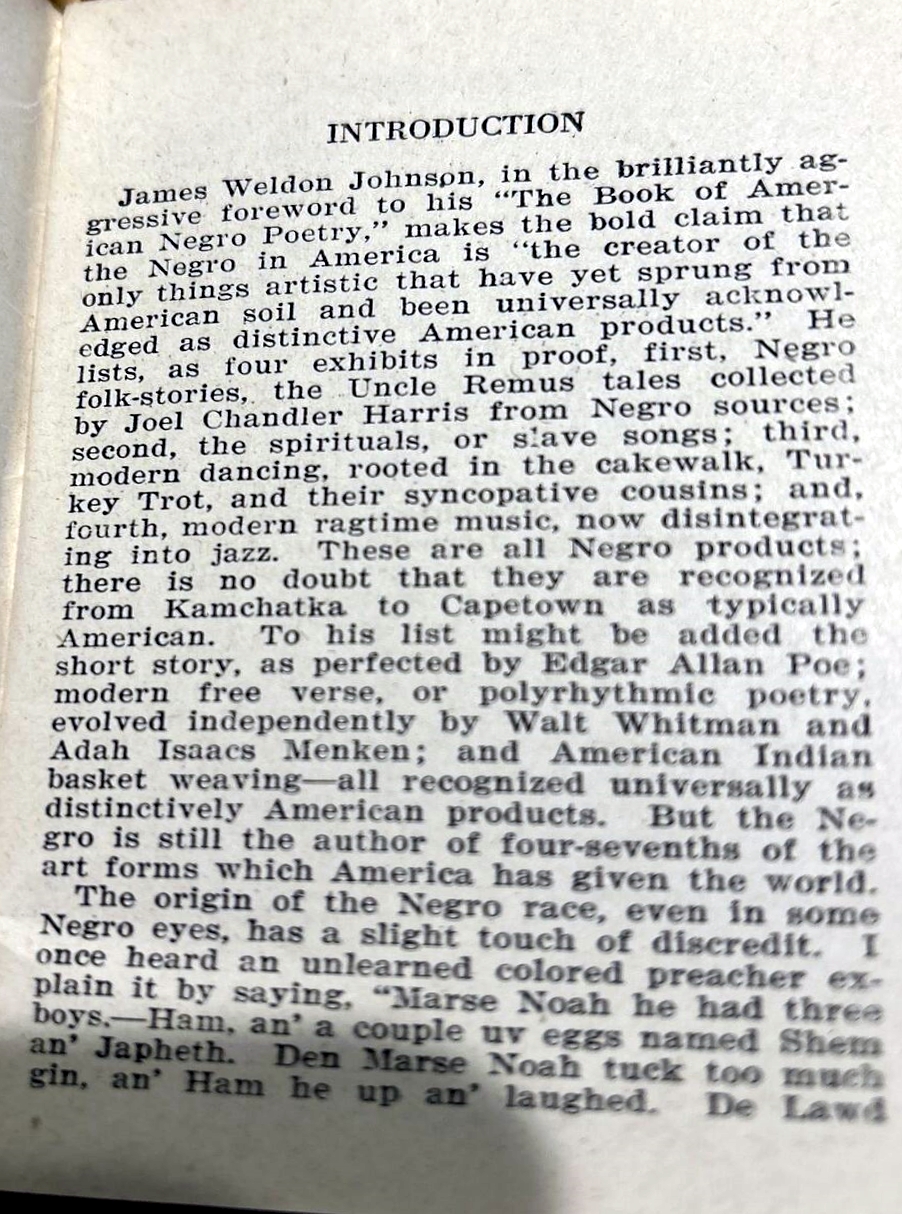 INTRODUCTION
James Weldon Johnson, in the brilliantly ag-
gressive foreword to his “The Book of Amer-
ican Negro Poetry,” makes the bold claim that
the Negro in America is “the creator of the
only things artistic that have yet sprung from
American soil and been universally acknowl-
edged as distinctive American products.” He
lists, as four exhibits in proof, first, Negro
folk-stories, the Uncle Remus tales collected
by Joel Chandler Harris from Negro sources;
second, the spirituals, or slave songs; third,
modern dancing, rooted in the cakewalk, Tur-
key Trot, and their syncopative cousins; and,
fourth, modern ragtime music, now disintegrat-
ing into jazz. These are all Negro products;
there is no doubt that they are recognized
from Kamchatka to Capetown as typically
American. To his list might be added the
short story, as perfected by Edgar Allan Poe;
modern free verse, or polyrhythmic poetry,
evolved independently by Walt Whitman and
Adah Isaacs Menken; and American Indian
basket weaving—all recognized universally as
distinctively American products. But the Ne-
gro is still the author of four-sevenths of the
art forms which America has given the world.
The origin of the Negro race, even in some
Negro eyes, has a slight touch of discredit. I
once heard an unlearned colored preacher ex-
plain it by saying, “Marse Noah he had three
boys,—Ham, an’ a couple uv eggs named Shem
an’ Japheth. Den Marse Noah tuck too much
gin, an’ Ham he up an’ laughed. De Lawd